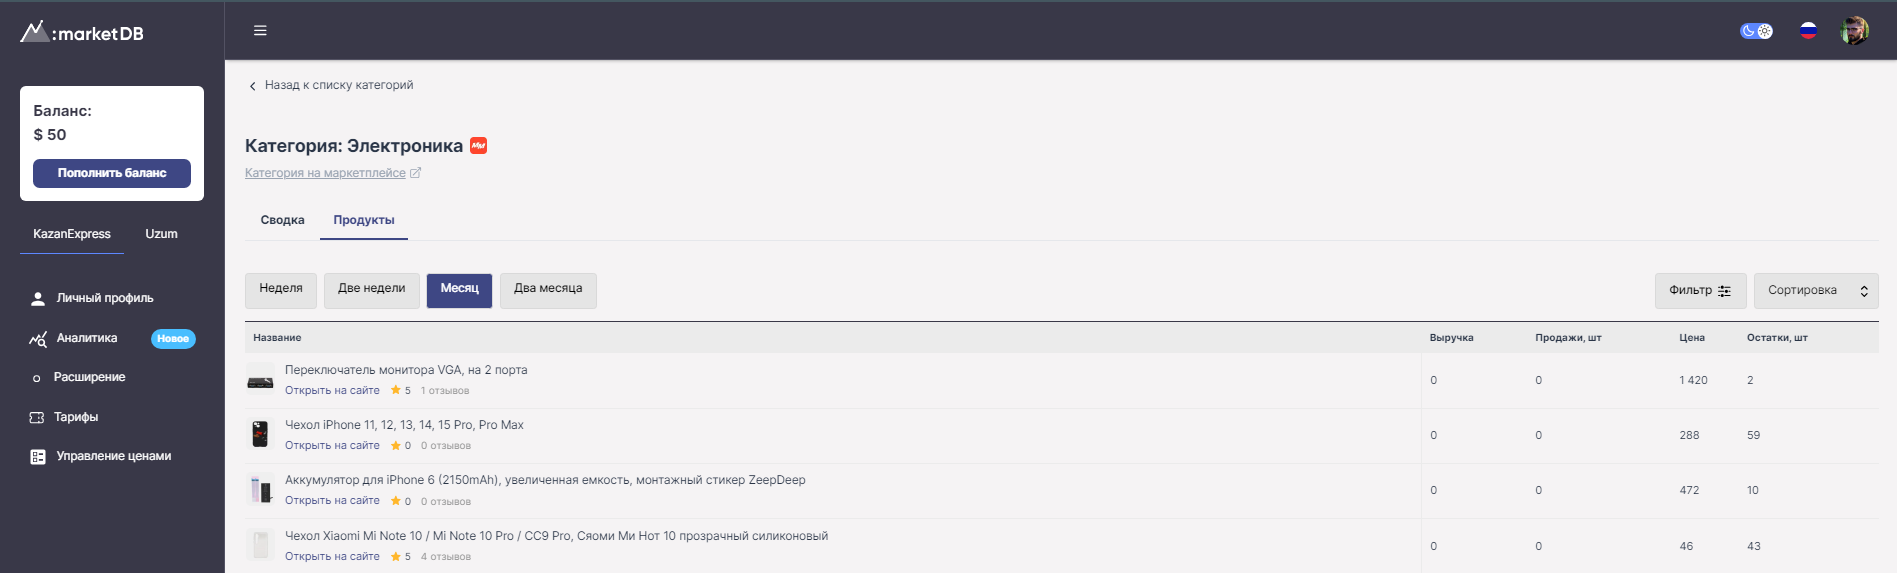 :marketDB
Баланс:
$ 50
Пополнить баланс
KazanExpress Uzum
Личный профиль
Аналитика Новое
Расширение
Тарифы
Управление ценами
Назад к списку категорий
Категория: Электроника
Категория на маркетплейсе
Сводка Продукты
Неделя Две недели Месяц Два месяца Фильтр Сортировка
Название Выручка Продажи, шт Цена Остатки, шт
Переключатель монитора VGA, на 2 порта
Открыть на сайте 5 1 отзывов 0 0 1 420 2
Чехол iPhone 11, 12, 13, 14, 15 Pro, Pro Max
Открыть на сайте 0 0 отзывов 0 0 288 59
Аккумулятор для iPhone 6 (2150mAh), увеличенная емкость, монтажный стикер ZeepDeep
Открыть на сайте 0 0 отзывов 0 0 472 10
Чехол Xiaomi Mi Note 10 / Mi Note 10 Pro / CC9 Pro, Сяоми Ми Нот 10 прозрачный силиконовый
Открыть на сайте 5 4 отзывов 0 0 46 43